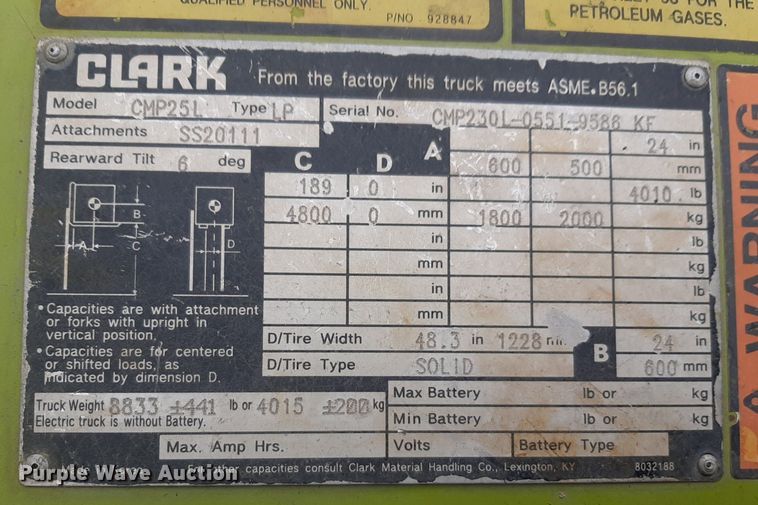 QUALIFIED PERSONNEL ONLY.
P/NO 928847
FOR THE
PETROLEUM GASES.
CLARK From the factory this truck meets ASME.B56.1
Model CMP25L Type LP Serial No. CMP230L-0551-9586 KF
Attachments SS20111
Rearward Tilt 6 deg
C D A 24 in
600 500 mm
189 0 in 4010 lb
4800 0 mm 1800 2000 kg
in lb
mm kg
in lb
mm kg
A B C D
• Capacities are with attachment
or forks with upright in
vertical position.
• Capacities are for centered
or shifted loads, as
indicated by dimension D.
D/Tire Width 48.3 in 1228 B 24 in
D/Tire Type SOLID 600 mm
Truck Weight 8833 ±441 lb or 4015 ±200 kg
Electric truck is without Battery.
Max Battery lb or kg
Min Battery lb or kg
Max. Amp Hrs. Volts Battery Type
other capacities consult Clark Material Handling Co., Lexington, KY 8032188
WARNING
Purple Wave Auction